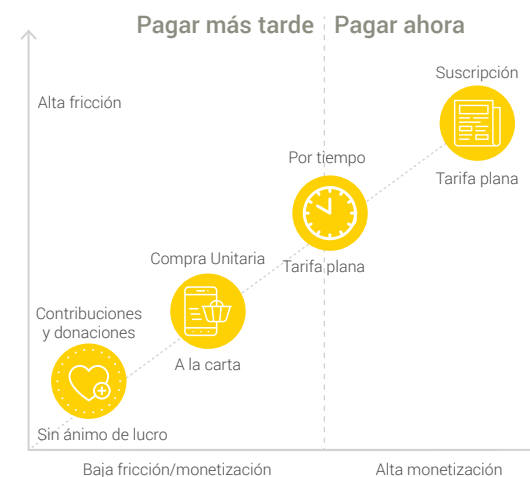 Pagar más tarde
Pagar ahora
Suscripción
Alta fricción
Por tiempo
Tarifa plana
Compra Unitaria
Tarifa plana
Contribuciones
y donaciones
A la carta
Sin ánimo de lucro
Baja fricción/monetización
Alta monetización